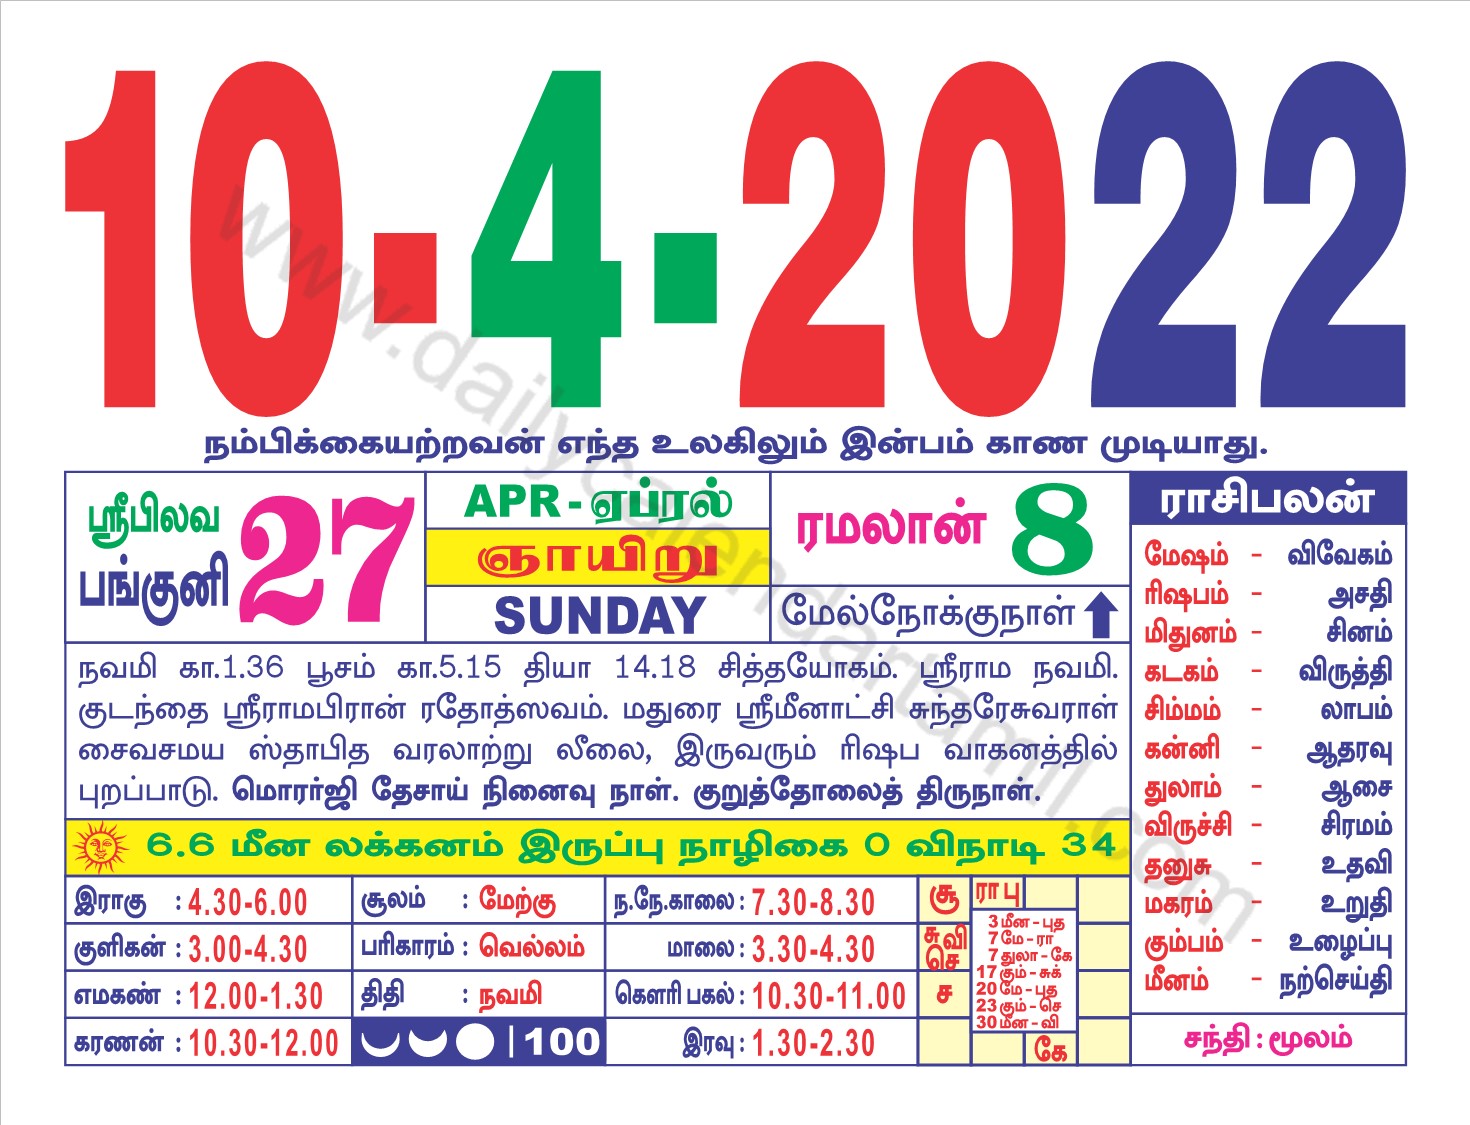 10-4-2022
நம்பிக்கையற்றவன் எந்த உலகிலும் இன்பம் காண முடியாது.
ஸ்ரீபிலவ
பங்குனி
27
APR - ஏப்ரல்
ஞாயிறு
SUNDAY
ரமலான் 8
மேல்நோக்குநாள்
நவமி கா.1.36 பூசம் கா.5.15 தியா 14.18 சித்தயோகம். ஸ்ரீராம நவமி.
குடந்தை ஸ்ரீராமபிரான் ரதோத்ஸவம். மதுரை ஸ்ரீமீனாட்சி சுந்தரேசுவராள்
சைவசமய ஸ்தாபித வரலாற்று லீலை, இருவரும் ரிஷப வாகனத்தில்
புறப்பாடு. மொரார்ஜி தேசாய் நினைவு நாள். குறுத்தோலைத் திருநாள்.
6.6 மீன லக்கனம் இருப்பு நாழிகை 0 விநாடி 34
இராகு : 4.30-6.00
குளிகன் : 3.00-4.30
எமகண் : 12.00-1.30
கரணன் : 10.30-12.00
சூலம் : மேற்கு
பரிகாரம் : வெல்லம்
திதி : நவமி
| 100
ந.நே.காலை : 7.30-8.30
மாலை : 3.30-4.30
கௌரி பகல் : 10.30-11.00
இரவு : 1.30-2.30
சூ
ரா பு
சு வி
செ
ச
கே
3 மீன - புத
7 மே - ரா
7 துலா - கே
17 கும் - சுக்
20 மே - புத
23 கும் - செ
30 மீன - வி
ராசிபலன்
மேஷம் - விவேகம்
ரிஷபம் - அசதி
மிதுனம் - சினம்
கடகம் - விருத்தி
சிம்மம் - லாபம்
கன்னி - ஆதரவு
துலாம் - ஆசை
விருச்சி - சிரமம்
தனுசு - உதவி
மகரம் - உறுதி
கும்பம் - உழைப்பு
மீனம் - நற்செய்தி
சந்தி : மூலம்
www.dailycalendartamil.com